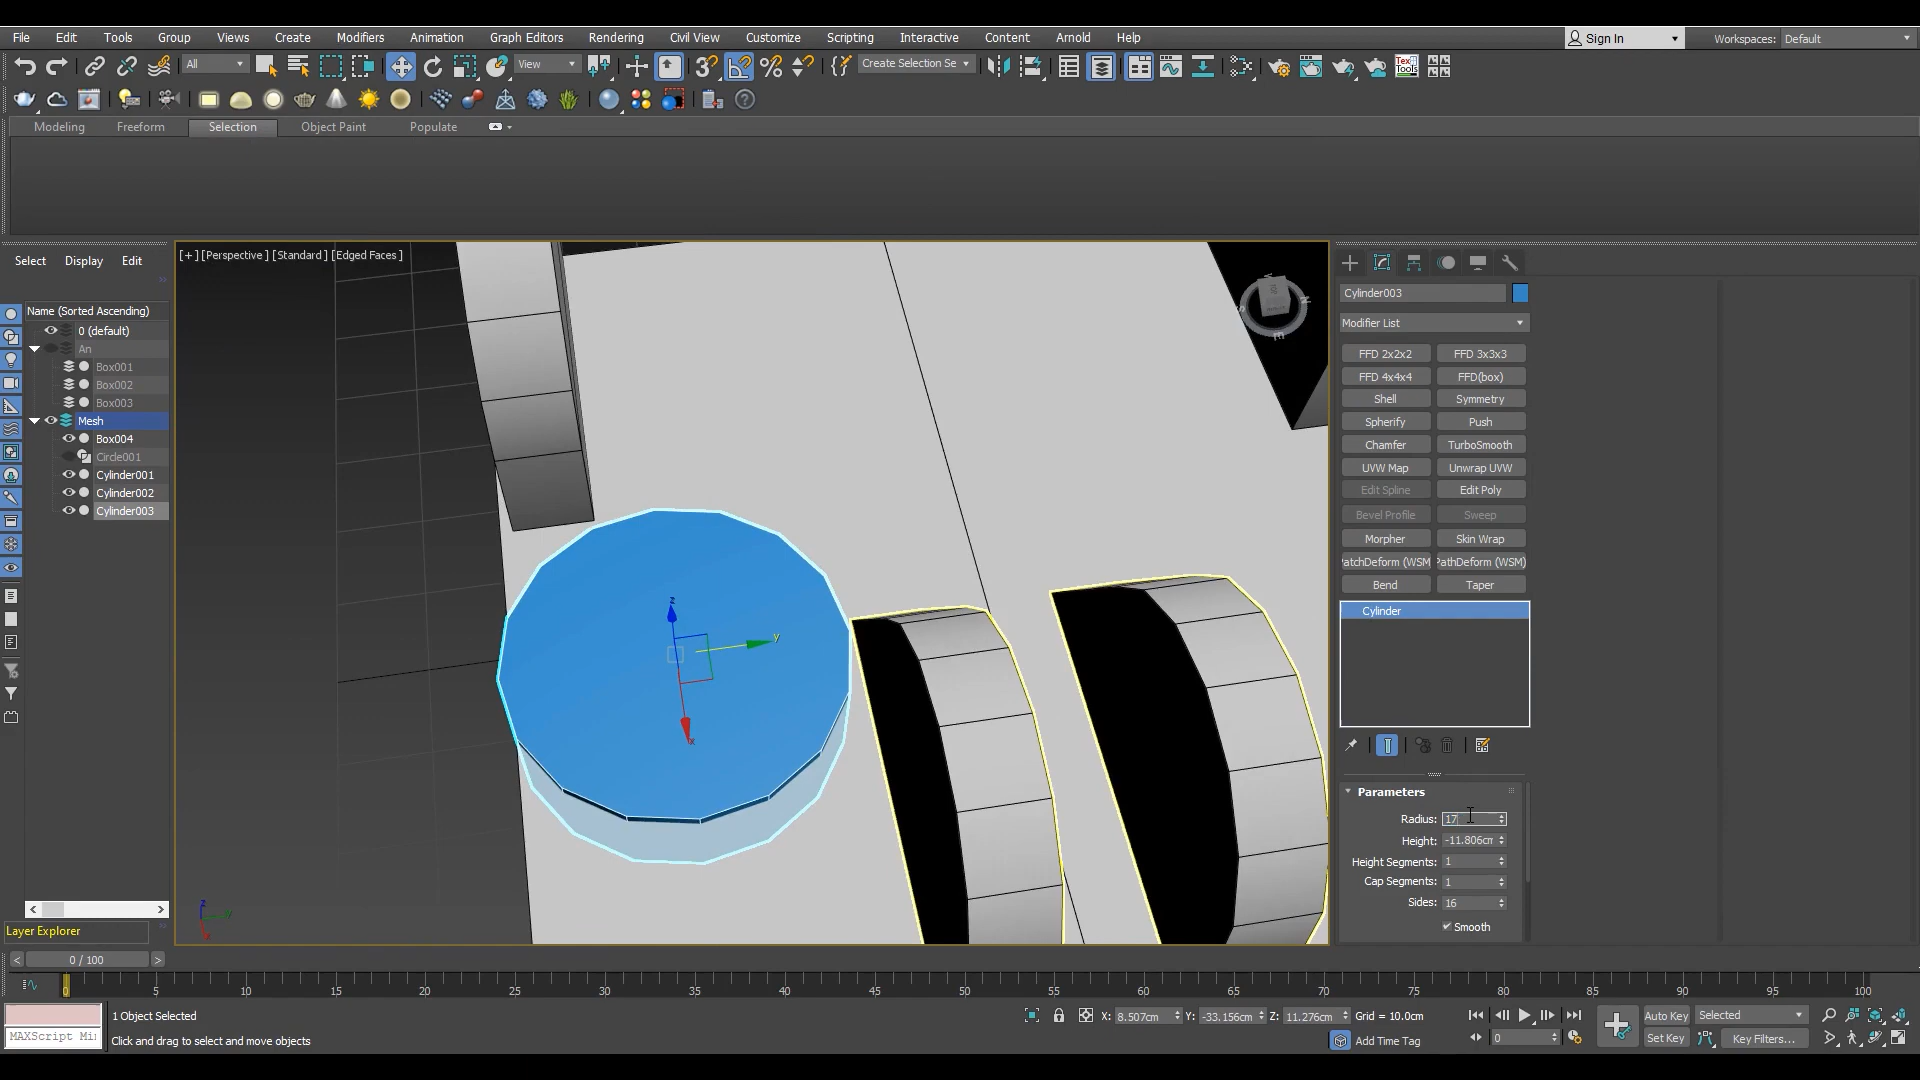 File Edit Tools Group Views Create Modifiers Animation Graph Editors Rendering Civil View Customize Scripting Interactive Content Arnold Help Sign In Workspaces: Default
All View Create Selection Se
Modeling Freeform Selection Object Paint Populate
Select Display Edit
[+] [Perspective] [Standard] [Edged Faces]
Name (Sorted Ascending)
0 (default)
An
Box001
Box002
Box003
Mesh
Box004
Circle001
Cylinder001
Cylinder002
Cylinder003
z
y
x
Cylinder003
Modifier List
FFD 2x2x2 FFD 3x3x3
FFD 4x4x4 FFD(box)
Shell Symmetry
Spherify Push
Chamfer TurboSmooth
UVW Map Unwrap UVW
Edit Spline Edit Poly
Bevel Profile Sweep
Morpher Skin Wrap
PatchDeform (WSM PathDeform (WSM)
Bend Taper
Cylinder
Parameters
Radius: 17
Height: -11.806cm
Height Segments: 1
Cap Segments: 1
Sides: 16
Smooth
Layer Explorer
0 / 100
0 5 10 15 20 25 30 35 40 45 50 55 60 65 70 75 80 85 90 95 100
1 Object Selected X: 8.507cm Y: -33.156cm Z: 11.276cm Grid = 10.0cm Auto Key Selected
MAXScript Mi Click and drag to select and move objects Add Time Tag 0 Set Key Key Filters...